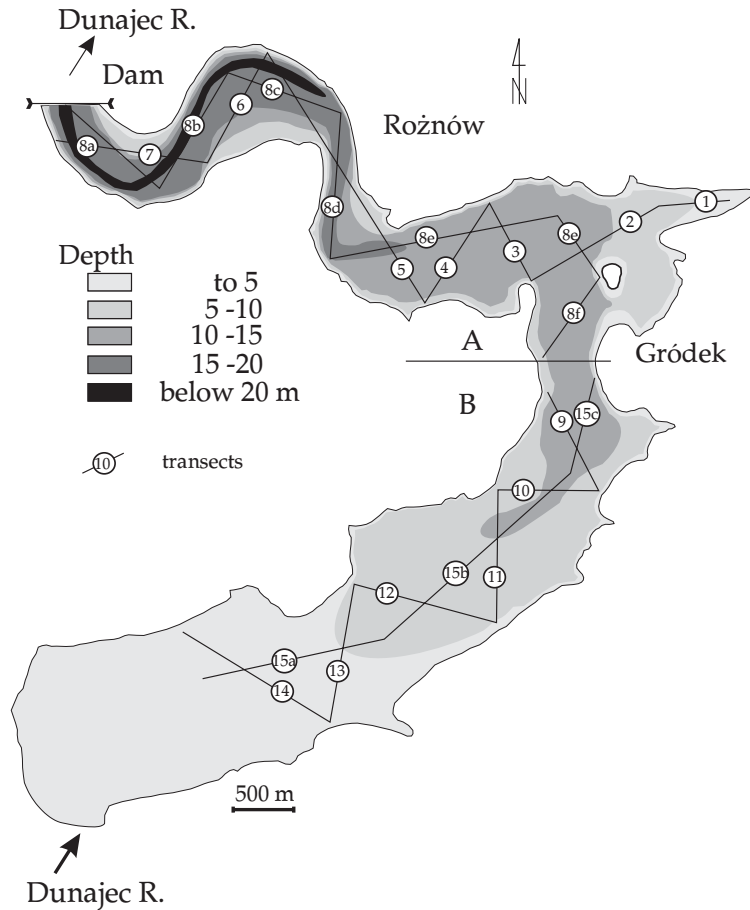 Dunajec R.
Dam
N
8c
6
8b
8a
7
Rożnów
8d
1
2
8e
8e
3
4
5
8f
Depth
to 5
5 -10
10 -15
15 -20
below 20 m
A
Gródek
B
10
transects
9
15c
10
15b
11
12
15a
13
14
500 m
Dunajec R.